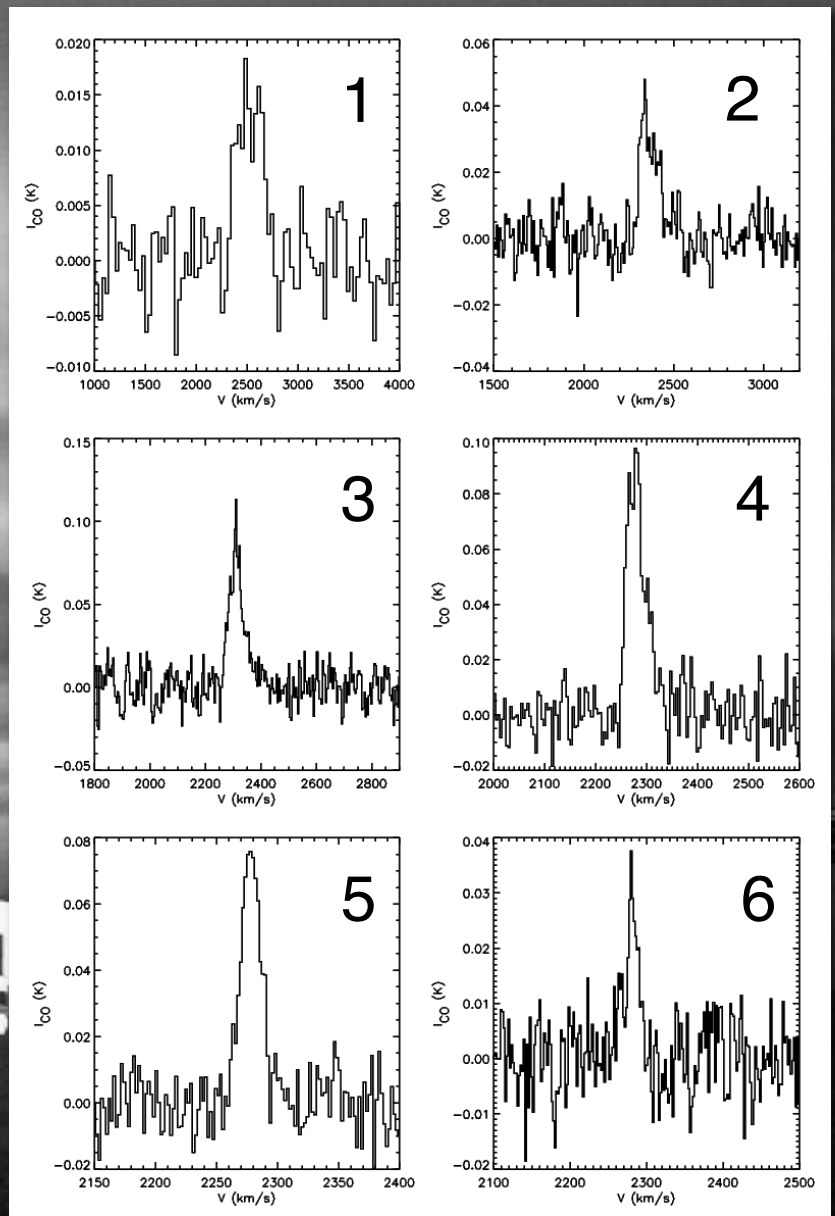 1
0.020
0.015
0.010
0.005
0.000
−0.005
−0.010
I_CO (K)
1000 1500 2000 2500 3000 3500 4000
V (km/s)
2
0.06
0.04
0.02
0.00
−0.02
−0.04
I_CO (K)
1500 2000 2500 3000
V (km/s)
3
0.15
0.10
0.05
0.00
−0.05
I_CO (K)
1800 2000 2200 2400 2600 2800
V (km/s)
4
0.10
0.08
0.06
0.04
0.02
0.00
−0.02
I_CO (K)
2000 2100 2200 2300 2400 2500 2600
V (km/s)
5
0.08
0.06
0.04
0.02
0.00
−0.02
I_CO (K)
2150 2200 2250 2300 2350 2400
V (km/s)
6
0.04
0.03
0.02
0.01
0.00
−0.01
−0.02
I_CO (K)
2100 2200 2300 2400 2500
V (km/s)